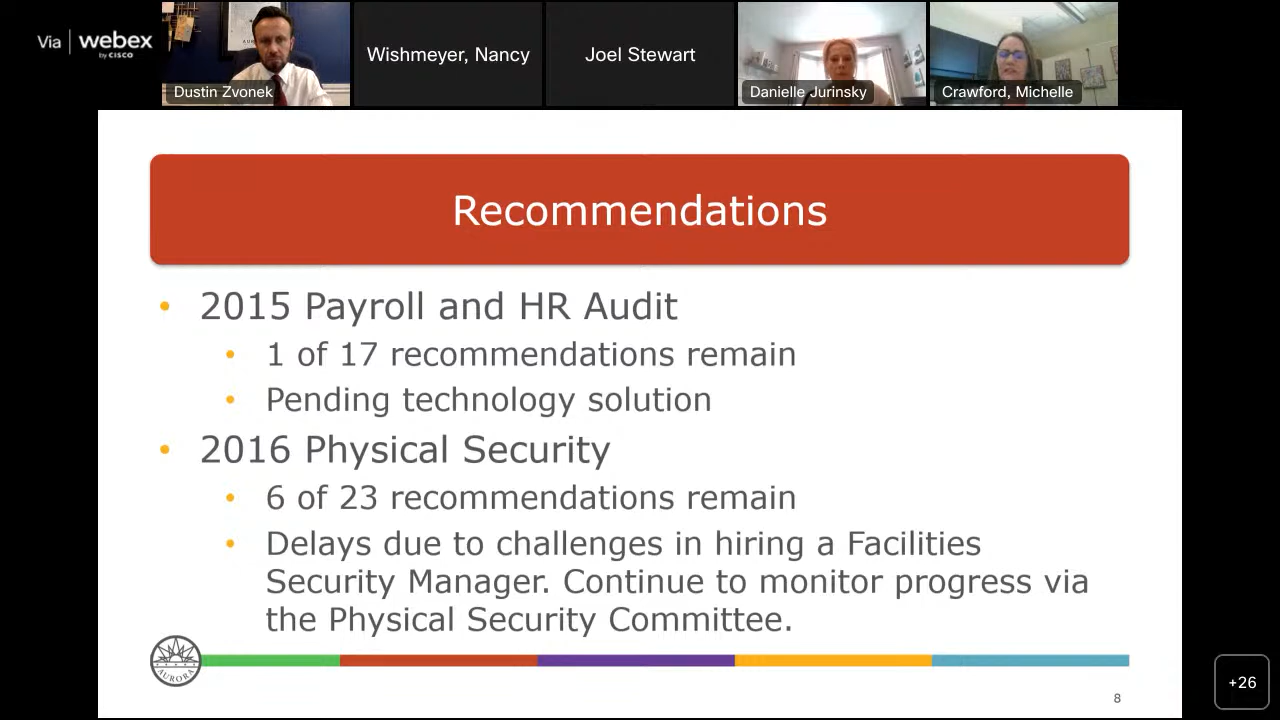 Via webex
by CISCO
Dustin Zvonek
Wishmeyer, Nancy
Joel Stewart
Danielle Jurinsky
Crawford, Michelle
Recommendations
• 2015 Payroll and HR Audit
• 1 of 17 recommendations remain
• Pending technology solution
• 2016 Physical Security
• 6 of 23 recommendations remain
• Delays due to challenges in hiring a Facilities
Security Manager. Continue to monitor progress via
the Physical Security Committee.
AURORA
8
+26